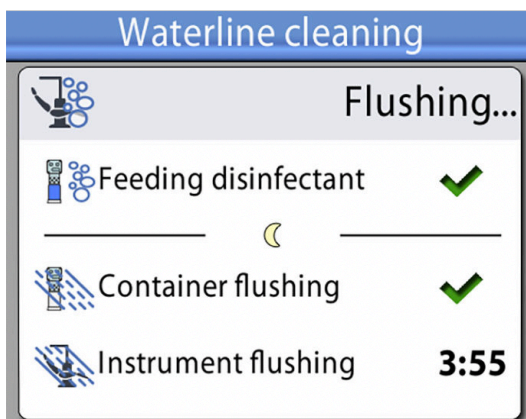 Waterline cleaning
Flushing...
Feeding disinfectant
Container flushing
Instrument flushing 3:55